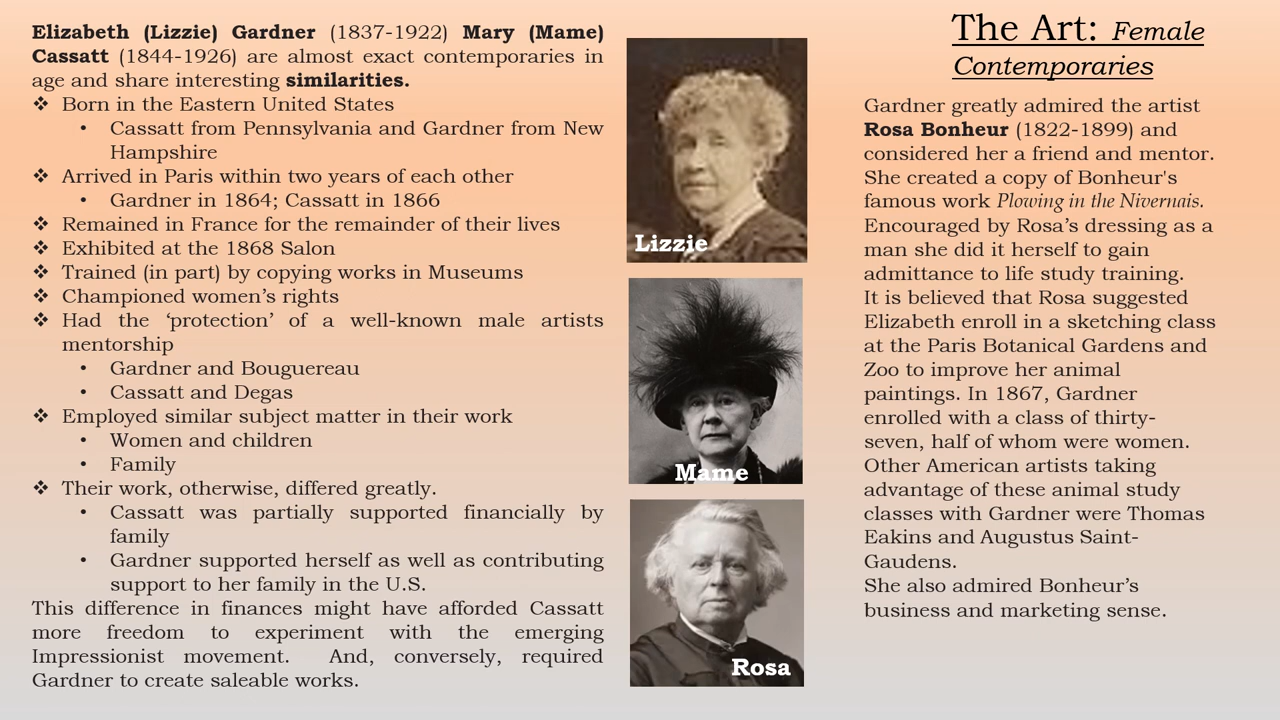 Elizabeth (Lizzie) Gardner (1837-1922) Mary (Mame)
Cassatt (1844-1926) are almost exact contemporaries in
age and share interesting similarities.
❖ Born in the Eastern United States
• Cassatt from Pennsylvania and Gardner from New
Hampshire
❖ Arrived in Paris within two years of each other
• Gardner in 1864; Cassatt in 1866
❖ Remained in France for the remainder of their lives
❖ Exhibited at the 1868 Salon
❖ Trained (in part) by copying works in Museums
❖ Championed women's rights
❖ Had the ‘protection’ of a well-known male artists
mentorship
• Gardner and Bouguereau
• Cassatt and Degas
❖ Employed similar subject matter in their work
• Women and children
• Family
❖ Their work, otherwise, differed greatly.
• Cassatt was partially supported financially by
family
• Gardner supported herself as well as contributing
support to her family in the U.S.
This difference in finances might have afforded Cassatt
more freedom to experiment with the emerging
Impressionist movement. And, conversely, required
Gardner to create saleable works.
Lizzie
Mame
Rosa
The Art: Female
Contemporaries
Gardner greatly admired the artist
Rosa Bonheur (1822-1899) and
considered her a friend and mentor.
She created a copy of Bonheur's
famous work Plowing in the Nivernais.
Encouraged by Rosa’s dressing as a
man she did it herself to gain
admittance to life study training.
It is believed that Rosa suggested
Elizabeth enroll in a sketching class
at the Paris Botanical Gardens and
Zoo to improve her animal
paintings. In 1867, Gardner
enrolled with a class of thirty-
seven, half of whom were women.
Other American artists taking
advantage of these animal study
classes with Gardner were Thomas
Eakins and Augustus Saint-
Gaudens.
She also admired Bonheur’s
business and marketing sense.